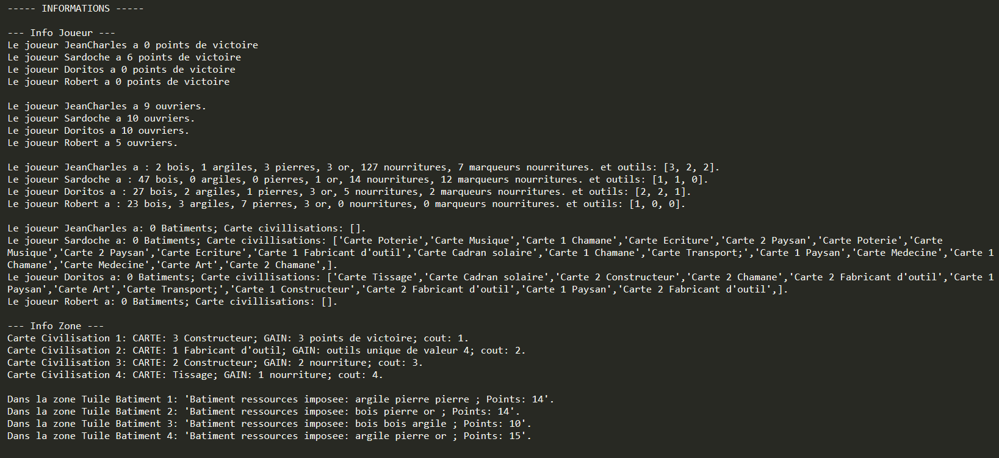 ----- INFORMATIONS -----
--- Info Joueur ---
Le joueur JeanCharles a 0 points de victoire
Le joueur Sardoche a 6 points de victoire
Le joueur Doritos a 0 points de victoire
Le joueur Robert a 0 points de victoire
Le joueur JeanCharles a 9 ouvriers.
Le joueur Sardoche a 10 ouvriers.
Le joueur Doritos a 10 ouvriers.
Le joueur Robert a 5 ouvriers.
Le joueur JeanCharles a : 2 bois, 1 argiles, 3 pierres, 3 or, 127 nourritures, 7 marqueurs nourritures. et outils: [3, 2, 2].
Le joueur Sardoche a : 47 bois, 0 argiles, 0 pierres, 1 or, 14 nourritures, 12 marqueurs nourritures. et outils: [1, 1, 0].
Le joueur Doritos a : 27 bois, 2 argiles, 1 pierres, 3 or, 5 nourritures, 2 marqueurs nourritures. et outils: [2, 2, 1].
Le joueur Robert a : 23 bois, 3 argiles, 7 pierres, 3 or, 0 nourritures, 0 marqueurs nourritures. et outils: [1, 0, 0].
Le joueur JeanCharles a: 0 Batiments; Carte civillisations: [].
Le joueur Sardoche a: 0 Batiments; Carte civillisations: ['Carte Poterie','Carte Musique','Carte 1 Chamane','Carte Ecriture','Carte 2 Paysan','Carte Poterie','Carte
Musique','Carte 2 Paysan','Carte Ecriture','Carte 1 Fabricant d'outil','Carte Cadran solaire','Carte 1 Chamane','Carte Transport;','Carte 1 Paysan','Carte Medecine','Carte 1
Chamane','Carte Medecine','Carte Art','Carte 2 Chamane',].
Le joueur Doritos a: 0 Batiments; Carte civillisations: ['Carte Tissage','Carte Cadran solaire','Carte 2 Constructeur','Carte 2 Chamane','Carte 2 Fabricant d'outil','Carte 1
Paysan','Carte Art','Carte Transport;','Carte 1 Constructeur','Carte 2 Fabricant d'outil','Carte 1 Paysan','Carte 2 Fabricant d'outil',].
Le joueur Robert a: 0 Batiments; Carte civillisations: [].
--- Info Zone ---
Carte Civilisation 1: CARTE: 3 Constructeur; GAIN: 3 points de victoire; cout: 1.
Carte Civilisation 2: CARTE: 1 Fabricant d'outil; GAIN: outils unique de valeur 4; cout: 2.
Carte Civilisation 3: CARTE: 2 Constructeur; GAIN: 2 nourriture; cout: 3.
Carte Civilisation 4: CARTE: Tissage; GAIN: 1 nourriture; cout: 4.
Dans la zone Tuile Batiment 1: 'Batiment ressources imposee: argile pierre pierre ; Points: 14'.
Dans la zone Tuile Batiment 2: 'Batiment ressources imposee: bois pierre or ; Points: 14'.
Dans la zone Tuile Batiment 3: 'Batiment ressources imposee: bois bois argile ; Points: 10'.
Dans la zone Tuile Batiment 4: 'Batiment ressources imposee: argile pierre or ; Points: 15'.